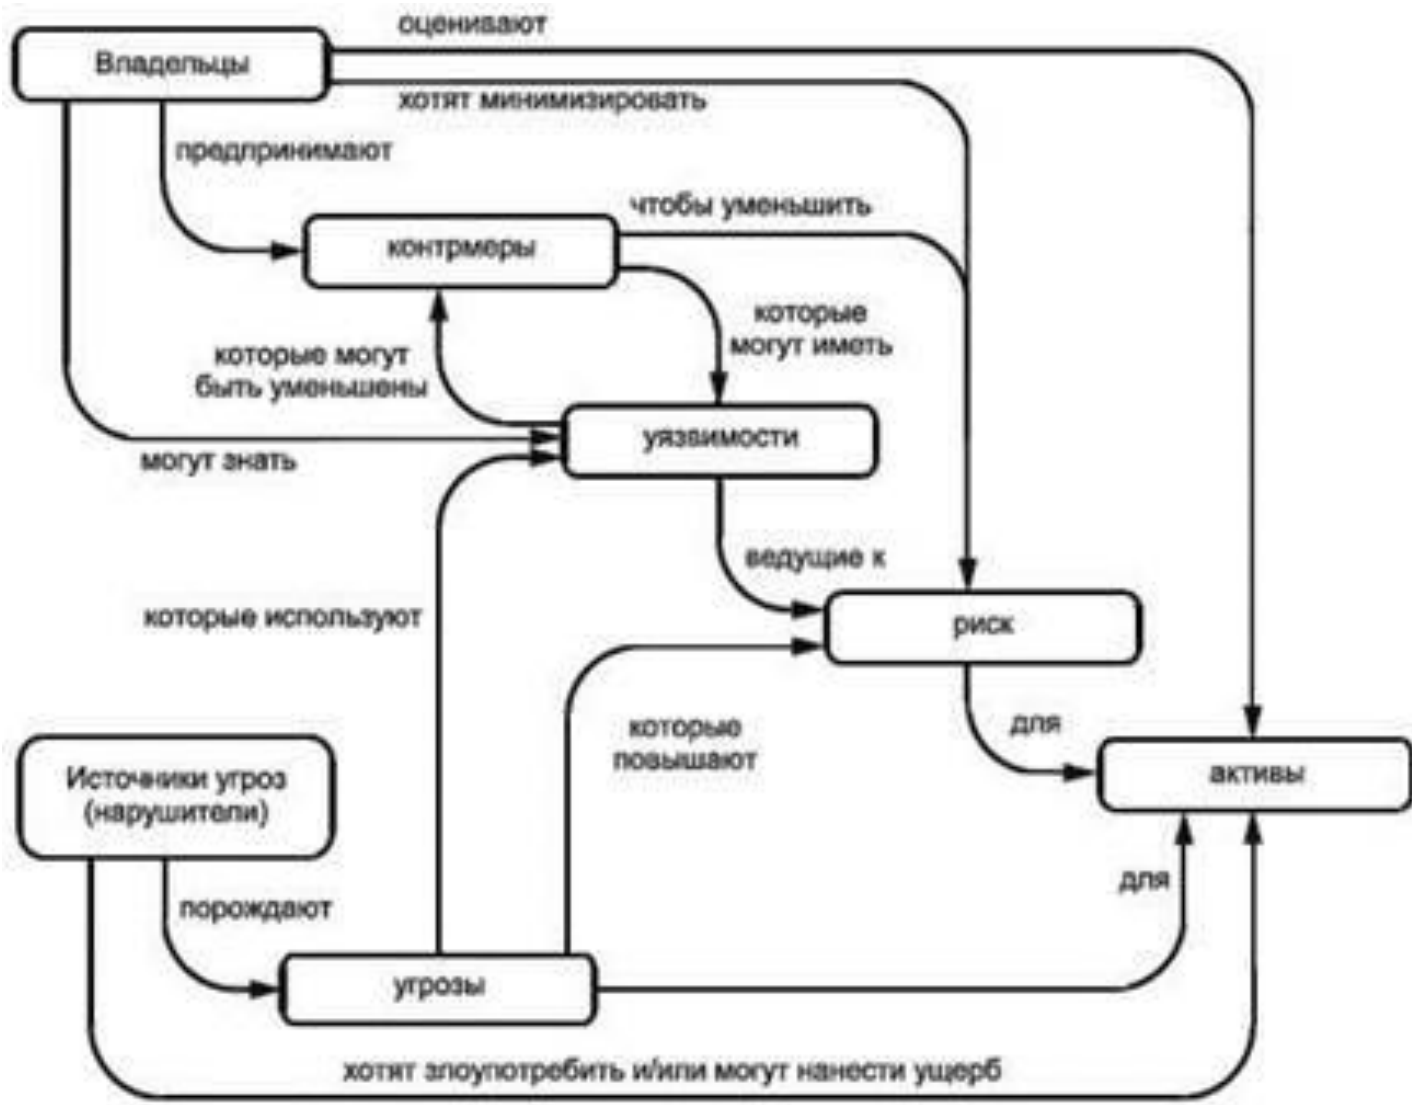 оценивают
Владельцы
хотят минимизировать
предпринимают
чтобы уменьшить
контрмеры
которые
могут иметь
которые могут
быть уменьшены
уязвимости
могут знать
ведущие к
которые используют
риск
которые
повышают
для
Источники угроз
(нарушители)
активы
для
порождают
угрозы
хотят злоупотребить и/или могут нанести ущерб